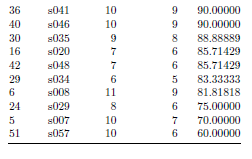 36 s041 10 9 90.00000
40 s046 10 9 90.00000
30 s035 9 8 88.88889
16 s020 7 6 85.71429
42 s048 7 6 85.71429
29 s034 6 5 83.33333
6 s008 11 9 81.81818
24 s029 8 6 75.00000
5 s007 10 7 70.00000
51 s057 10 6 60.00000